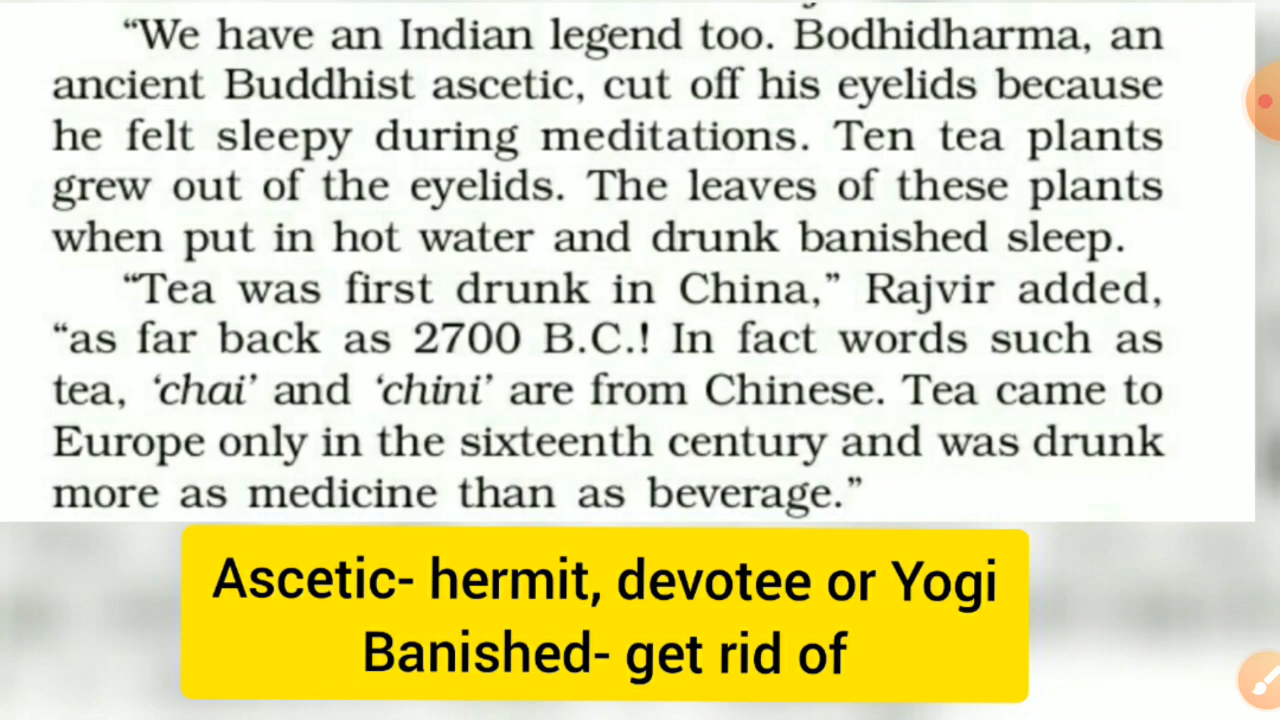 “We have an Indian legend too. Bodhidharma, an
ancient Buddhist ascetic, cut off his eyelids because
he felt sleepy during meditations. Ten tea plants
grew out of the eyelids. The leaves of these plants
when put in hot water and drunk banished sleep.
“Tea was first drunk in China,” Rajvir added,
“as far back as 2700 B.C.! In fact words such as
tea, ‘chai’ and ‘chini’ are from Chinese. Tea came to
Europe only in the sixteenth century and was drunk
more as medicine than as beverage.”
Ascetic- hermit, devotee or Yogi
Banished- get rid of